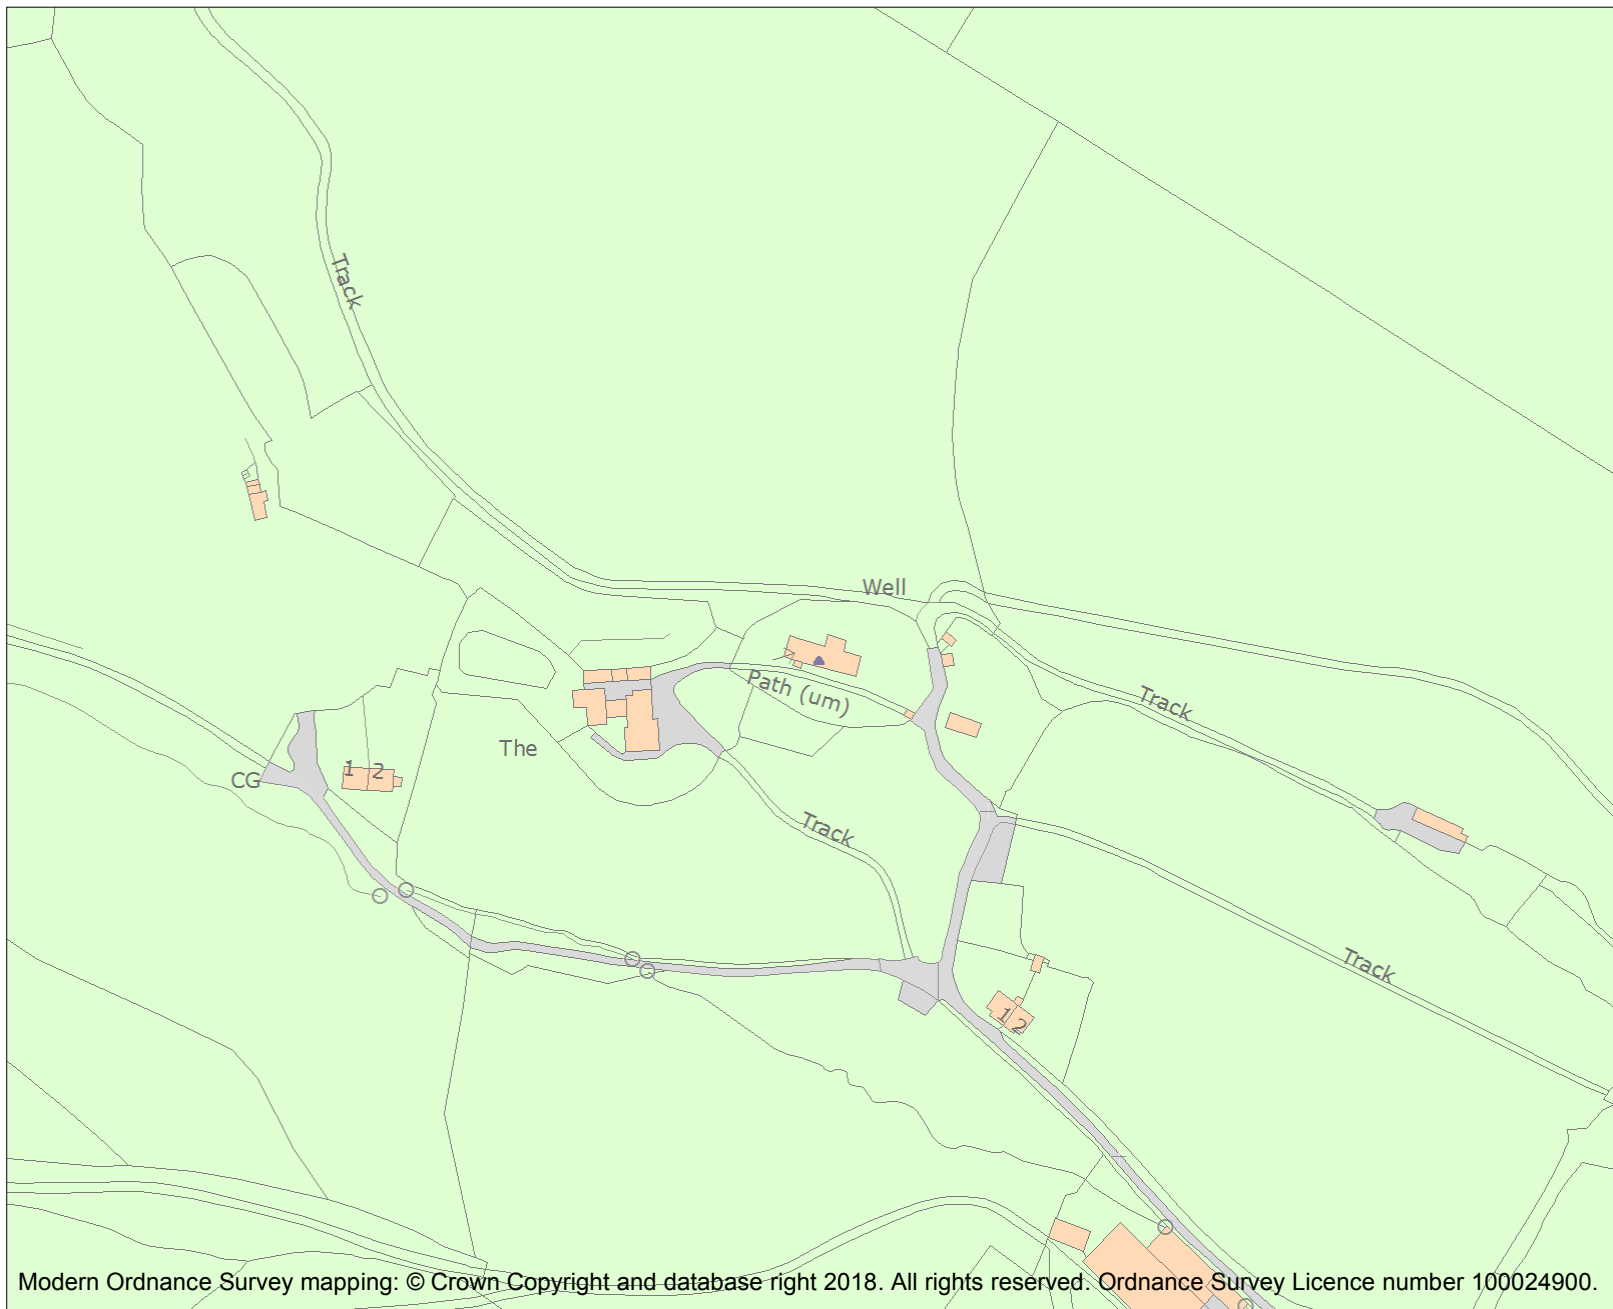 Track
Well
Path (um)
Track
The
1 2
CG
Track
Track
1 2
Modern Ordnance Survey mapping: © Crown Copyright and database right 2018. All rights reserved. Ordnance Survey Licence number 100024900.